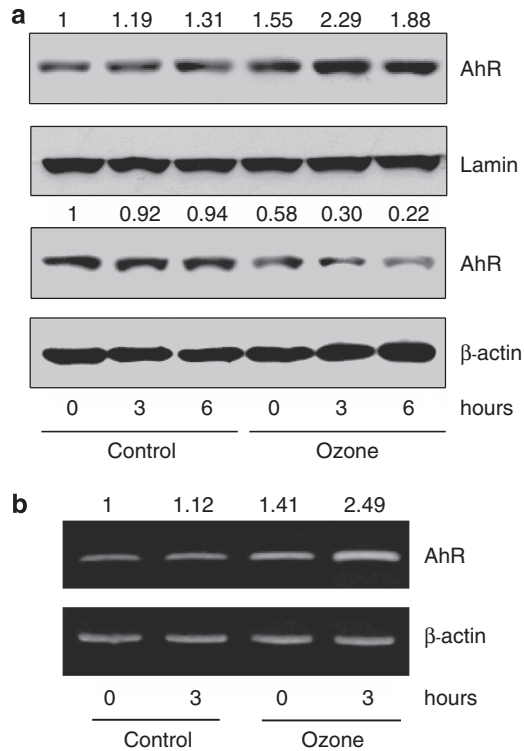 a
1 1.19 1.31 1.55 2.29 1.88
AhR
Lamin
1 0.92 0.94 0.58 0.30 0.22
AhR
β-actin
0 3 6 0 3 6 hours
Control Ozone
b
1 1.12 1.41 2.49
AhR
β-actin
0 3 0 3 hours
Control Ozone